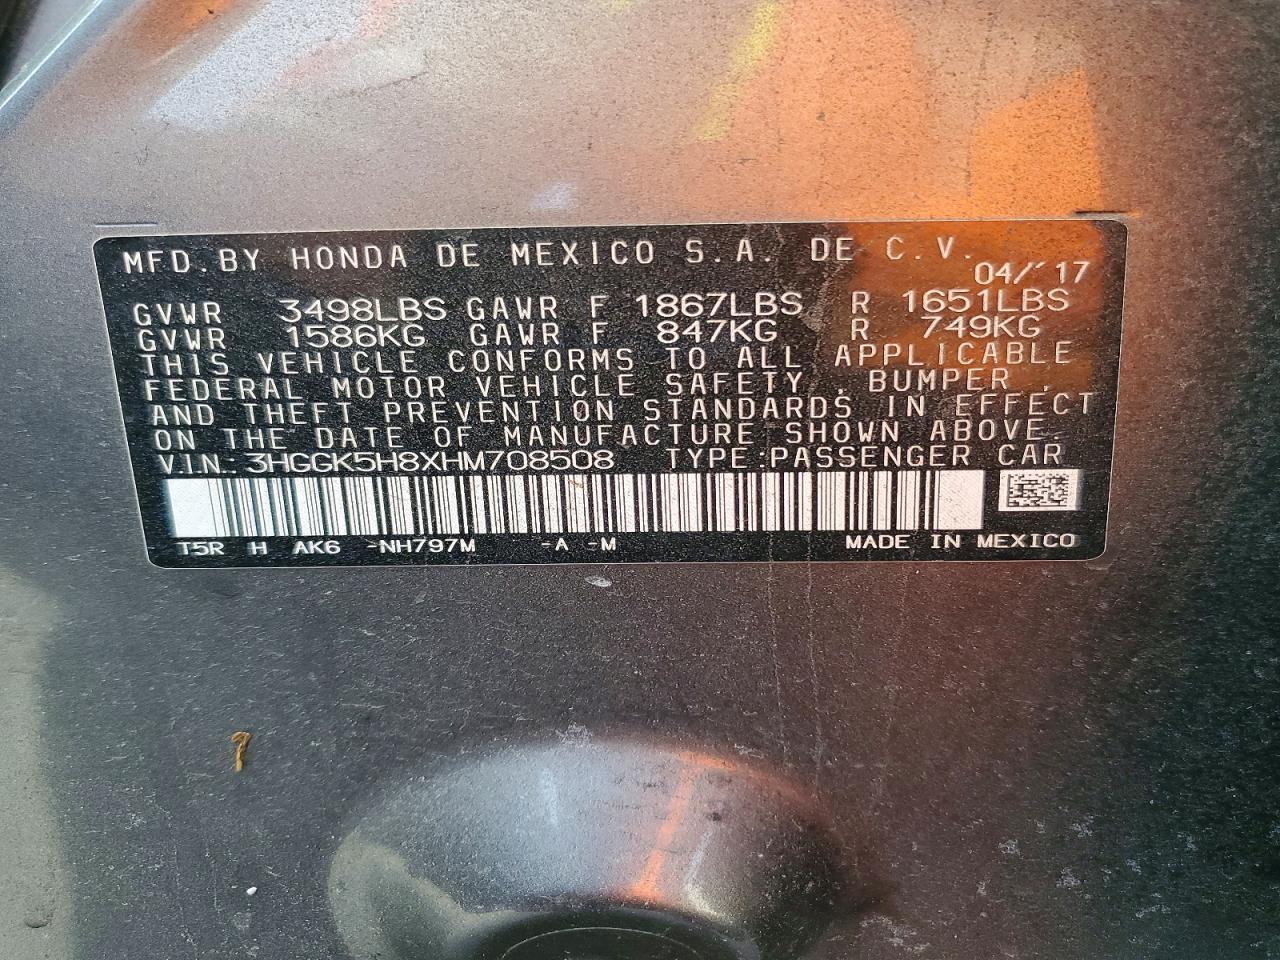 MFD.BY HONDA DE MEXICO S.A. DE C.V.
04/'17
GVWR 3498LBS GAWR F 1867LBS R 1651LBS
GVWR 1586KG GAWR F 847KG R 749KG
THIS VEHICLE CONFORMS TO ALL APPLICABLE
FEDERAL MOTOR VEHICLE SAFETY , BUMPER ,
AND THEFT PREVENTION STANDARDS IN EFFECT
ON THE DATE OF MANUFACTURE SHOWN ABOVE.
VIN: 3HGGK5H8XHM708508 TYPE:PASSENGER CAR
T5R H AK6 -NH797M -A -M MADE IN MEXICO